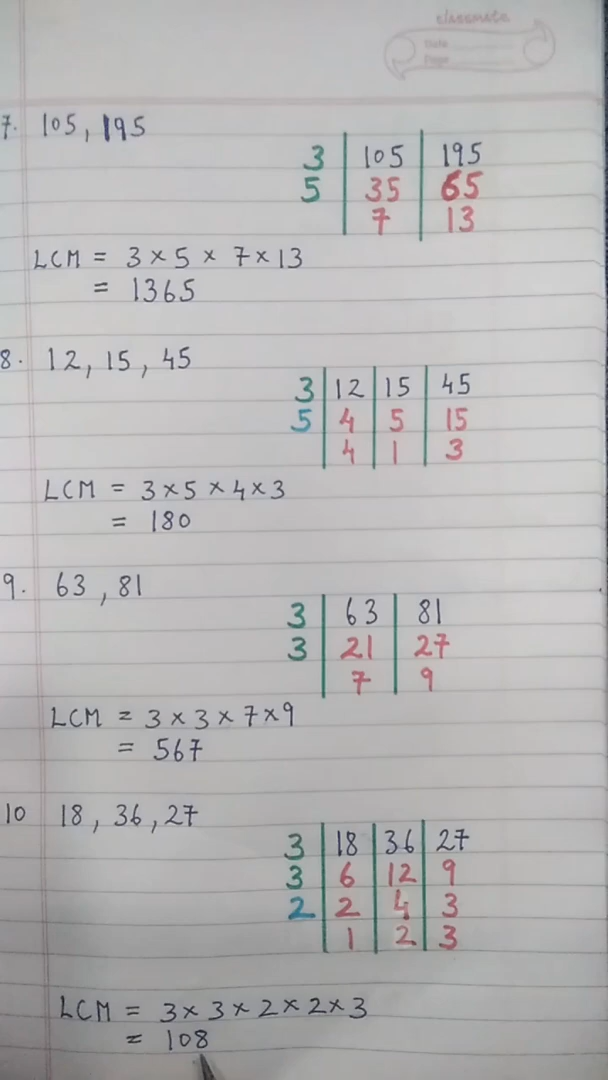 classmate
Date
Page
7. 105, 195
3 | 105 | 195
5 | 35 | 65
7 | 13
LCM = 3 × 5 × 7 × 13
= 1365
8. 12, 15, 45
3 | 12 | 15 | 45
5 | 4 | 5 | 15
4 | 1 | 3
LCM = 3 × 5 × 4 × 3
= 180
9. 63, 81
3 | 63 | 81
3 | 21 | 27
7 | 9
LCM = 3 × 3 × 7 × 9
= 567
10 18, 36, 27
3 | 18 | 36 | 27
3 | 6 | 12 | 9
2 | 2 | 4 | 3
1 | 2 | 3
LCM = 3 × 3 × 2 × 2 × 3
= 108